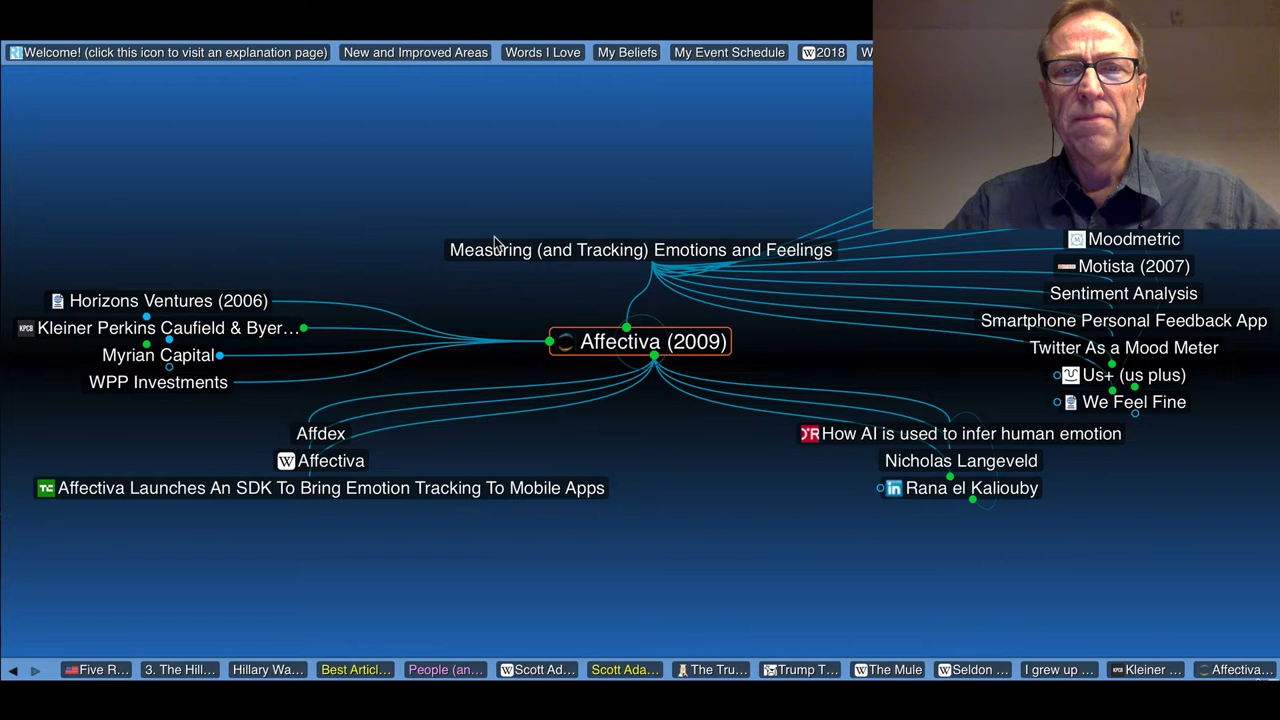 Welcome! (click this icon to visit an explanation page) New and Improved Areas Words I Love My Beliefs My Event Schedule W 2018 W
Measuring (and Tracking) Emotions and Feelings
Moodmetric
Motista (2007)
Sentiment Analysis
Smartphone Personal Feedback App
Twitter As a Mood Meter
Us+ (us plus)
We Feel Fine
Horizons Ventures (2006)
KPCB Kleiner Perkins Caufield & Byer...
Myrian Capital
WPP Investments
Affectiva (2009)
Affdex
W Affectiva
TC Affectiva Launches An SDK To Bring Emotion Tracking To Mobile Apps
O'R How AI is used to infer human emotion
Nicholas Langeveld
in Rana el Kaliouby
Five R... 3. The Hill... Hillary Wa... Best Articl... People (an... W Scott Ad... Scott Ada... The Tru... Trump T... W The Mule W Seldon ... I grew up ... KPCB Kleiner ... Affectiva...